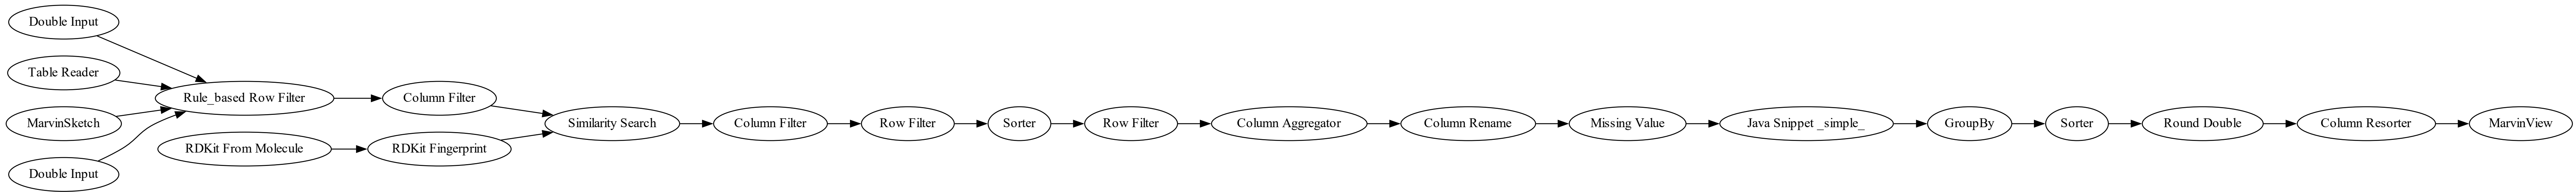 Double Input
Table Reader
MarvinSketch
Double Input
Rule_based Row Filter
RDKit From Molecule
Column Filter
RDKit Fingerprint
Similarity Search
Column Filter
Row Filter
Sorter
Row Filter
Column Aggregator
Column Rename
Missing Value
Java Snippet _simple_
GroupBy
Sorter
Round Double
Column Resorter
MarvinView